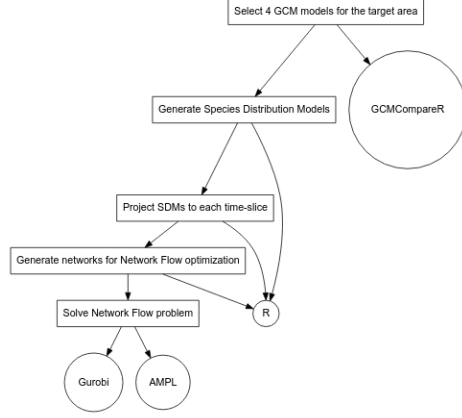 Select 4 GCM models for the target area
GCMCompareR
Generate Species Distribution Models
Project SDMs to each time-slice
Generate networks for Network Flow optimization
Solve Network Flow problem
R
Gurobi
AMPL